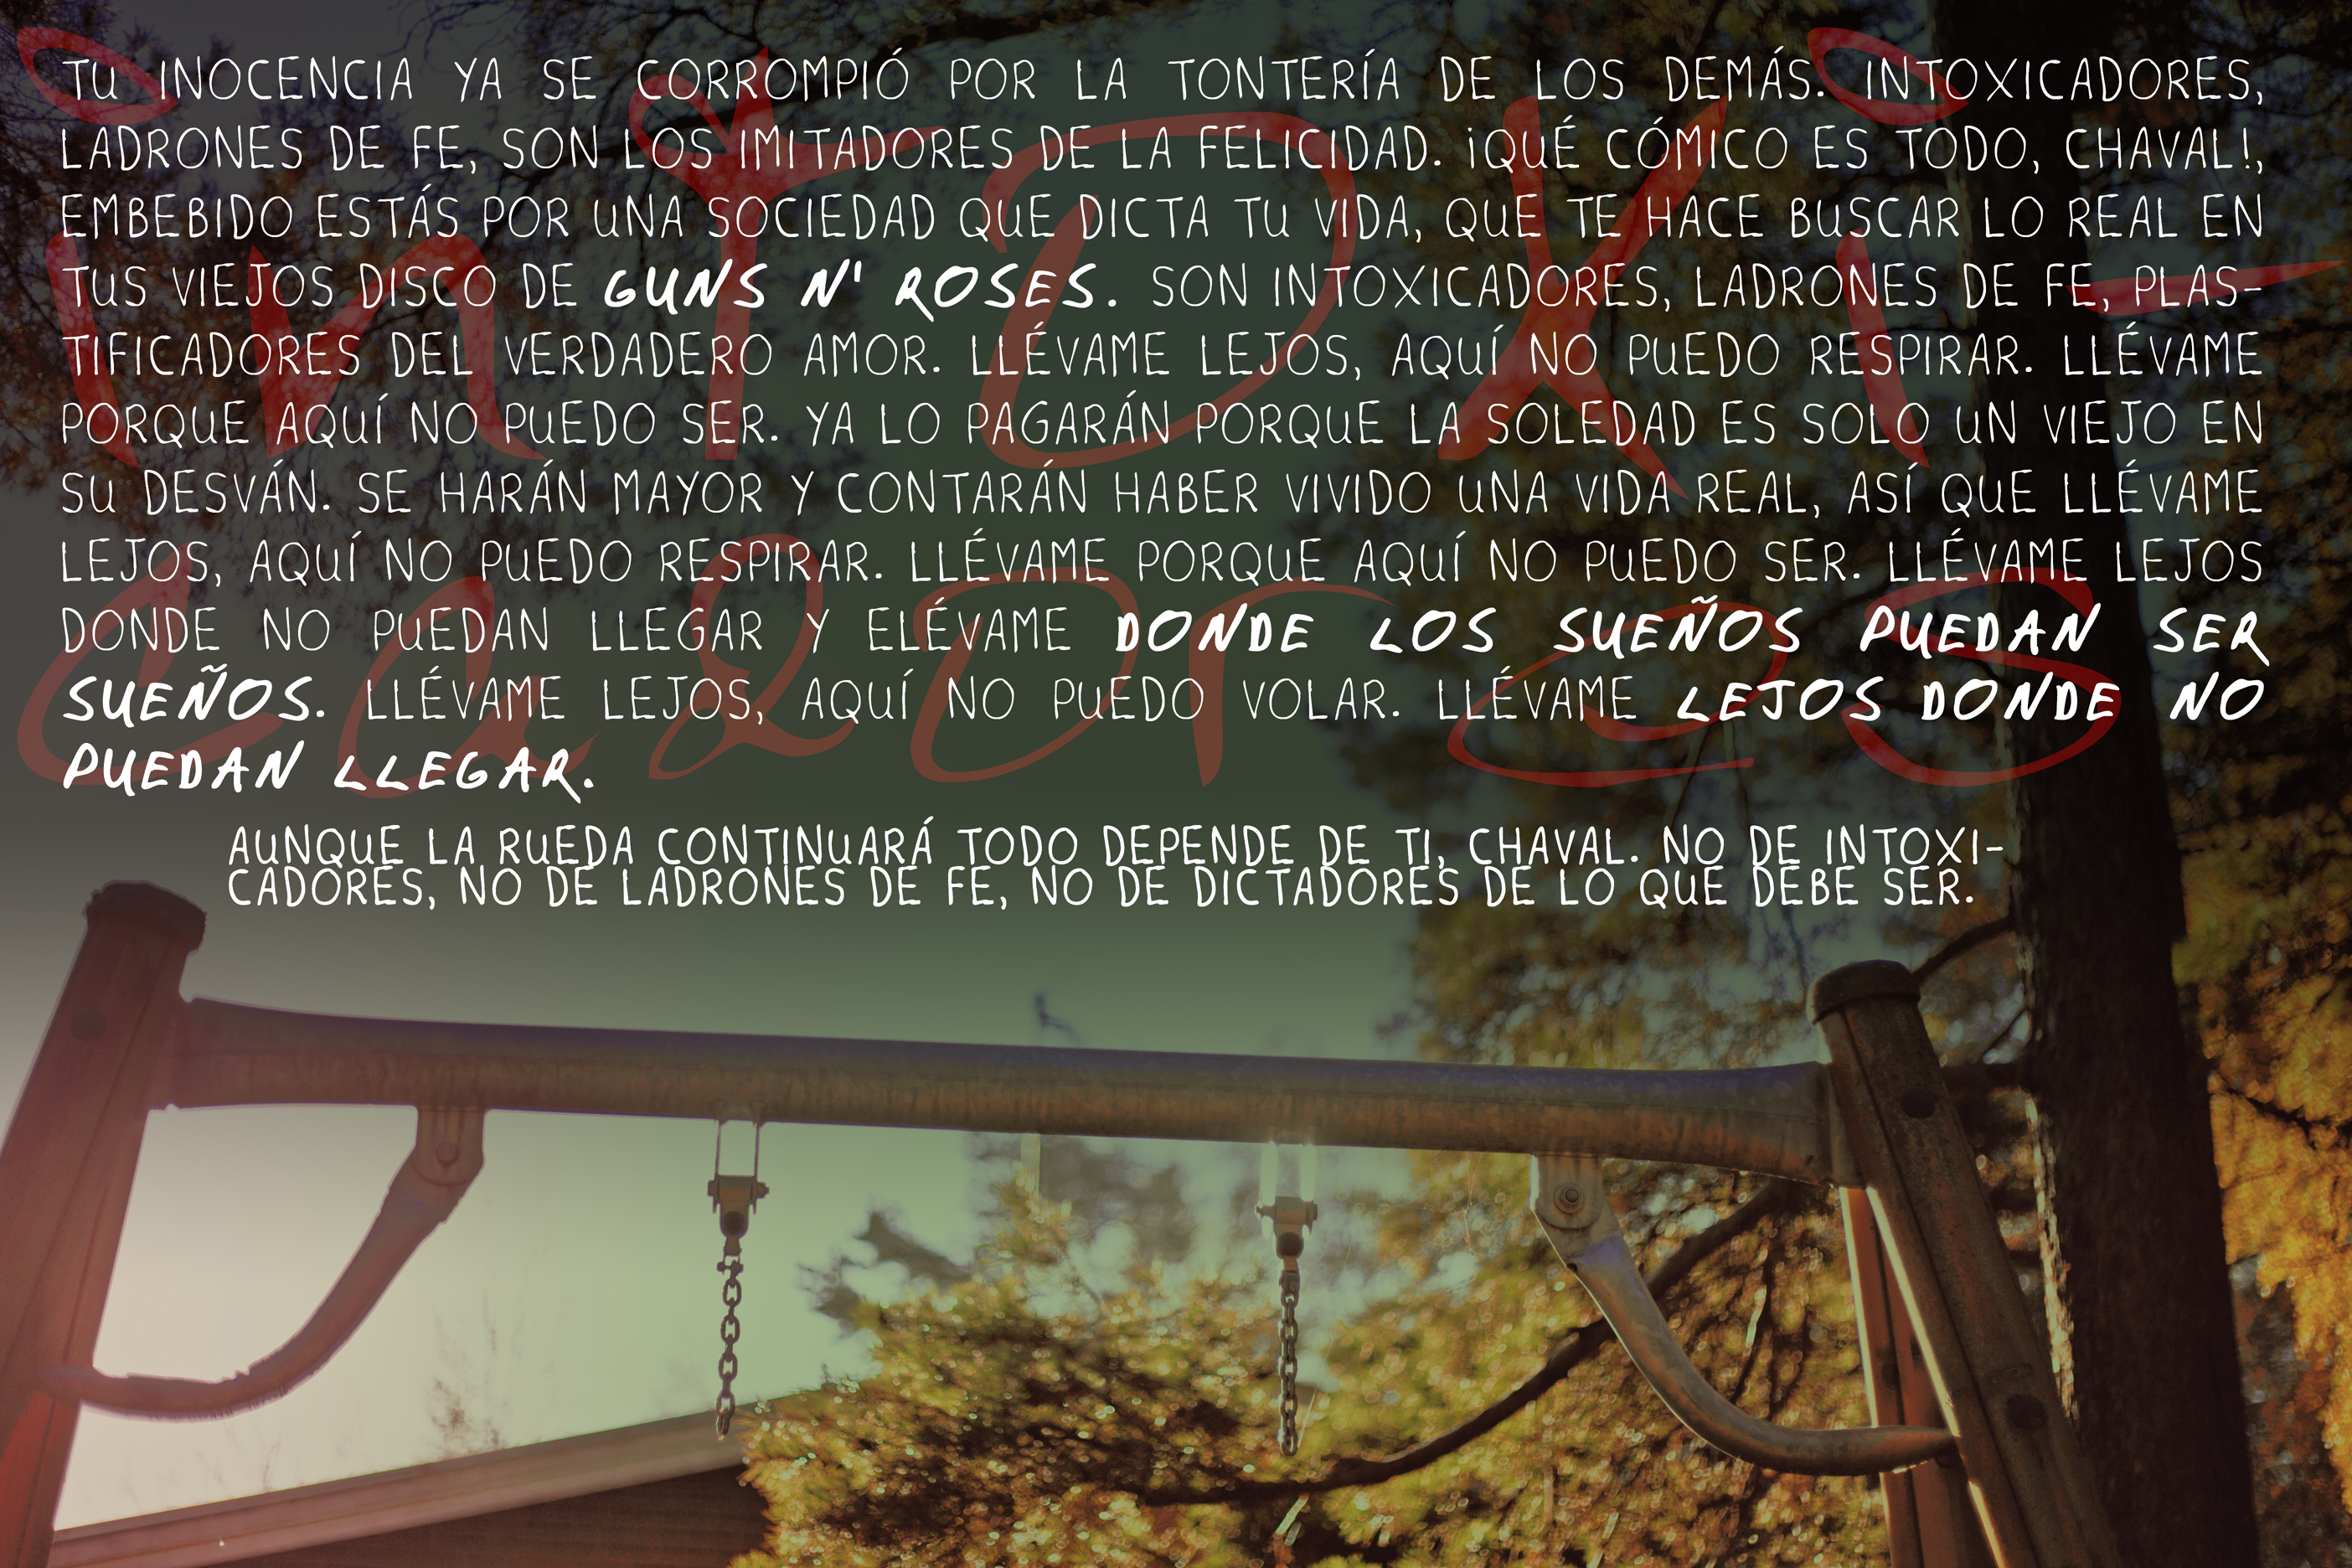 inTOXi-
cadores
TU INOCENCIA YA SE CORROMPIÓ POR LA TONTERÍA DE LOS DEMÁS. INTOXICADORES,
LADRONES DE FE, SON LOS IMITADORES DE LA FELICIDAD. ¡QUÉ CÓMICO ES TODO, CHAVAL!,
EMBEBIDO ESTÁS POR UNA SOCIEDAD QUE DICTA TU VIDA, QUE TE HACE BUSCAR LO REAL EN
TUS VIEJOS DISCO DE GUNS N' ROSES. SON INTOXICADORES, LADRONES DE FE, PLAS-
TIFICADORES DEL VERDADERO AMOR. LLÉVAME LEJOS, AQUÍ NO PUEDO RESPIRAR. LLÉVAME
PORQUE AQUÍ NO PUEDO SER. YA LO PAGARÁN PORQUE LA SOLEDAD ES SOLO UN VIEJO EN
SU DESVÁN. SE HARÁN MAYOR Y CONTARÁN HABER VIVIDO UNA VIDA REAL, ASÍ QUE LLÉVAME
LEJOS, AQUÍ NO PUEDO RESPIRAR. LLÉVAME PORQUE AQUÍ NO PUEDO SER. LLÉVAME LEJOS
DONDE NO PUEDAN LLEGAR Y ELÉVAME DONDE LOS SUEÑOS PUEDAN SER
SUEÑOS. LLÉVAME LEJOS, AQUÍ NO PUEDO VOLAR. LLÉVAME LEJOS DONDE NO
PUEDAN LLEGAR.
AUNQUE LA RUEDA CONTINUARÁ TODO DEPENDE DE TI, CHAVAL. NO DE INTOXI-
CADORES, NO DE LADRONES DE FE, NO DE DICTADORES DE LO QUE DEBE SER.